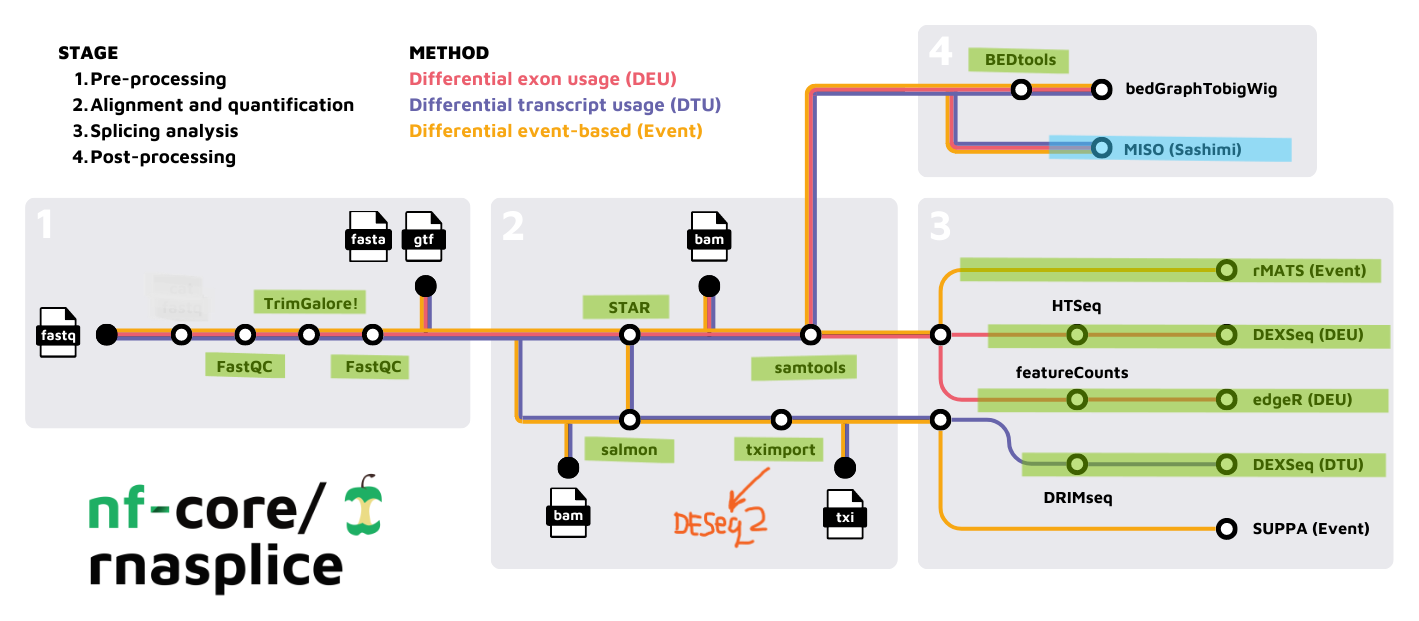 STAGE
1. Pre-processing
2. Alignment and quantification
3. Splicing analysis
4. Post-processing
METHOD
Differential exon usage (DEU)
Differential transcript usage (DTU)
Differential event-based (Event)
4
BEDtools
bedGraphTobigWig
MISO (Sashimi)
1
fasta
gtf
fastq
TrimGalore!
FastQC
FastQC
2
bam
STAR
samtools
salmon
tximport
DESeq2
bam
txi
3
rMATS (Event)
HTSeq
DEXSeq (DEU)
featureCounts
edgeR (DEU)
DEXSeq (DTU)
DRIMseq
SUPPA (Event)
nf-core/
rnasplice